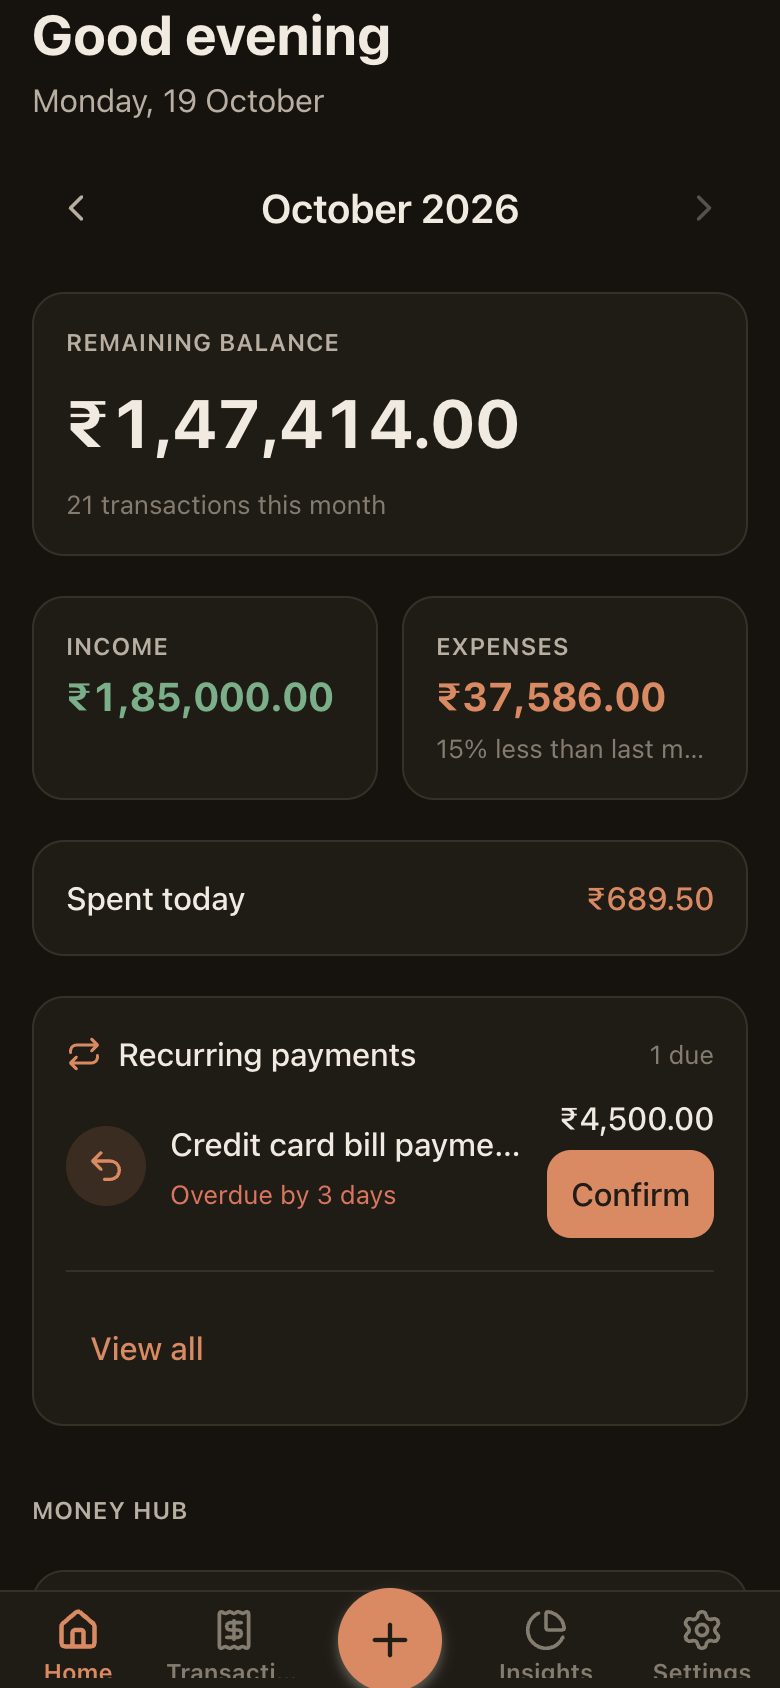 Good evening
Monday, 19 October
October 2026
REMAINING BALANCE
₹1,47,414.00
21 transactions this month
INCOME
₹1,85,000.00
EXPENSES
₹37,586.00
15% less than last m...
Spent today
₹689.50
Recurring payments
1 due
Credit card bill payme...
₹4,500.00
Overdue by 3 days
Confirm
View all
MONEY HUB
Home
Transacti...
Insights
Settings